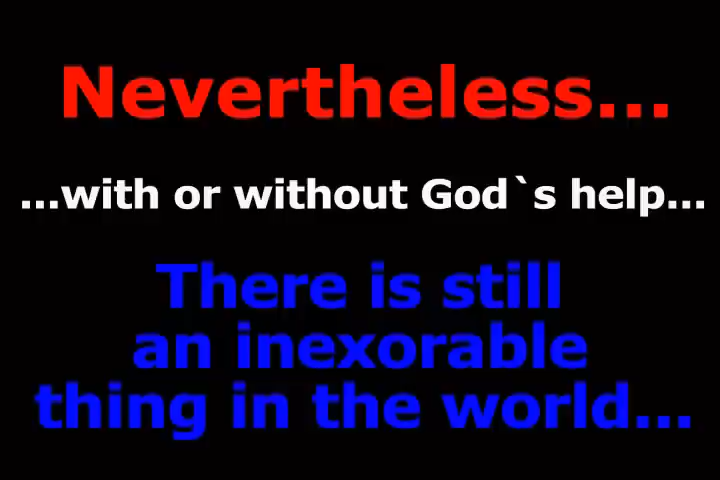 Nevertheless...
...with or without God`s help...
There is still
an inexorable
thing in the world...